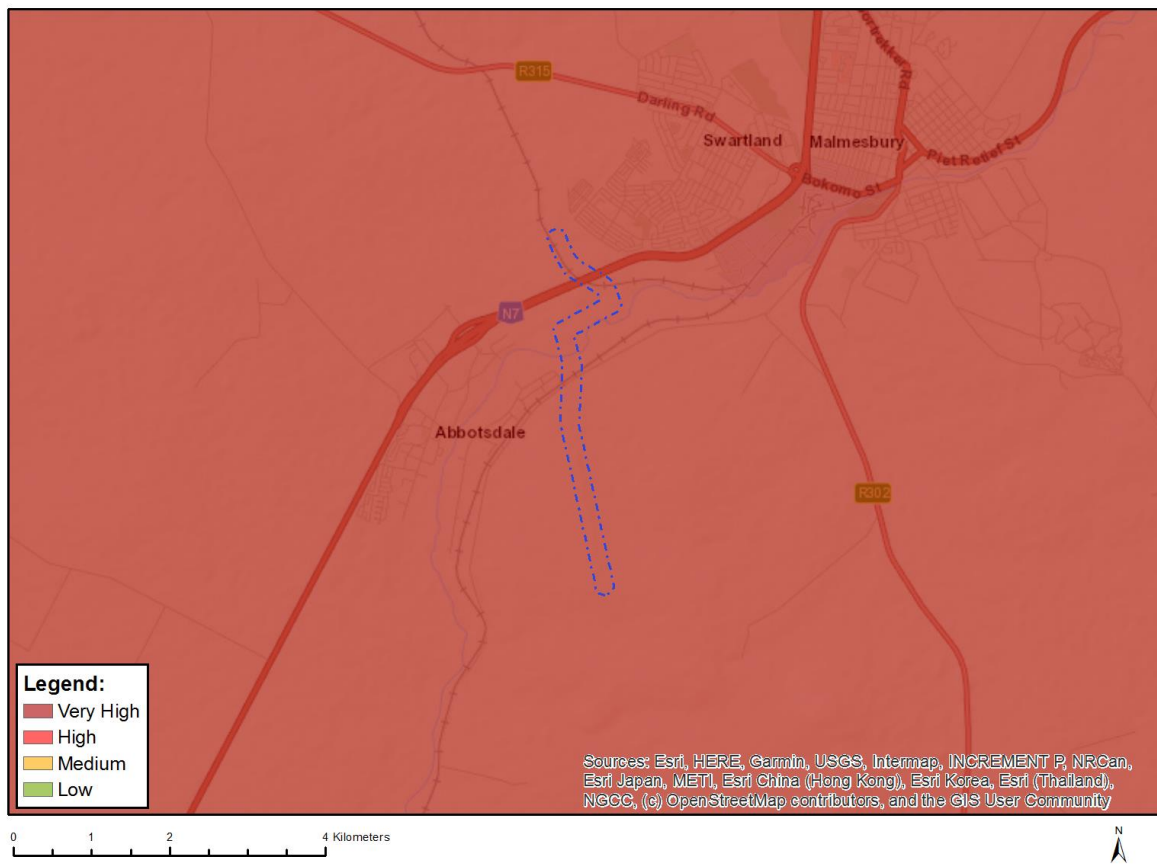 R315
Darling Rd
oortrekker Rd
Swartland
Malmesbury
Piet Retief St
Bokomo St
N7
Abbotsdale
R302
Legend:
Very High
High
Medium
Low
Sources: Esri, HERE, Garmin, USGS, Intermap, INCREMENT P, NRCan,
Esri Japan, METI, Esri China (Hong Kong), Esri Korea, Esri (Thailand),
NGCC, (c) OpenStreetMap contributors, and the GIS User Community
0 1 2 4 Kilometers
N